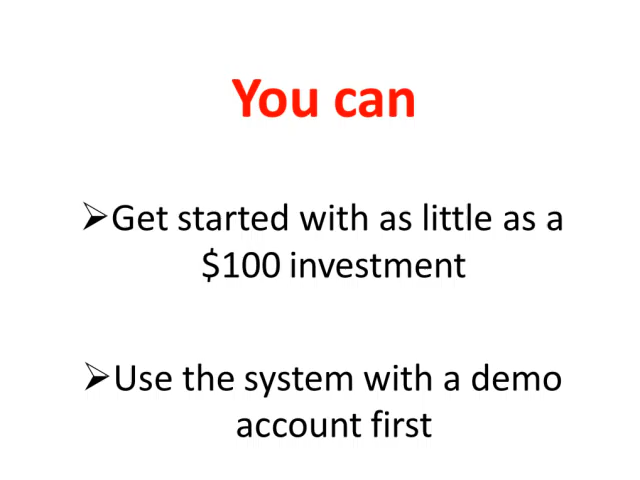 You can
➢Get started with as little as a
$100 investment
➢Use the system with a demo
account first